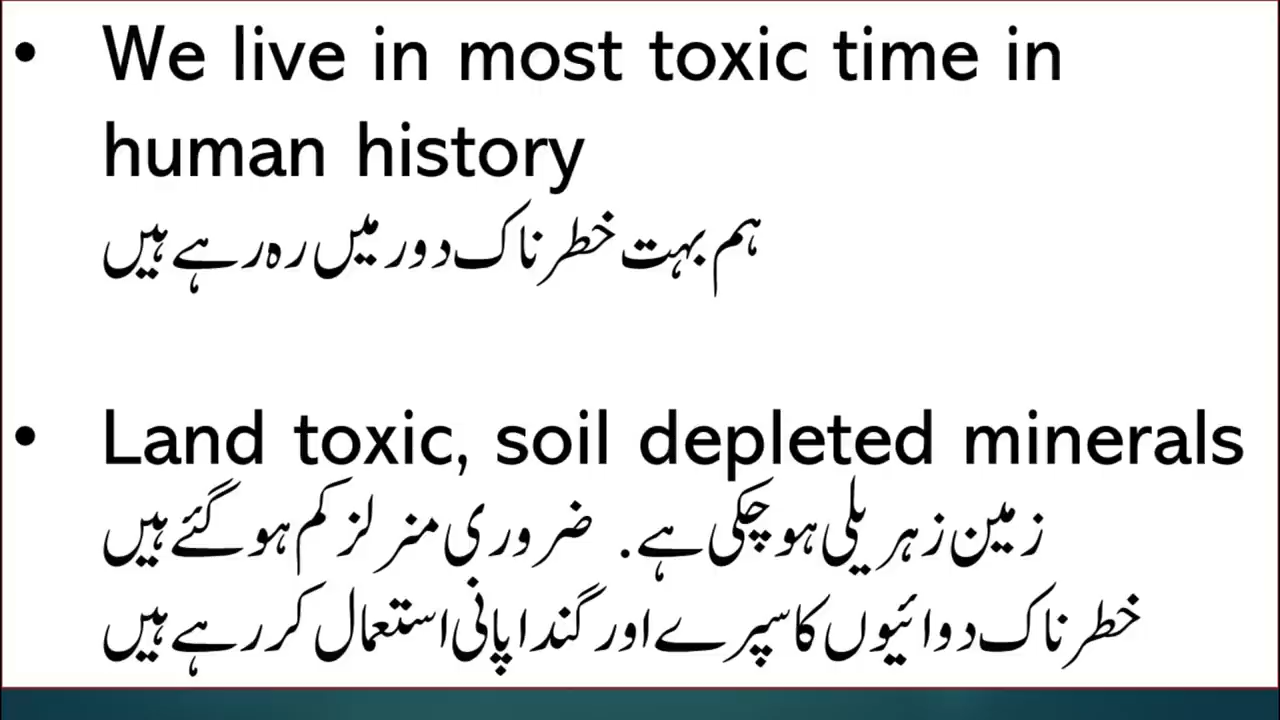 • We live in most toxic time in
human history
ہم بہت خطرناک دور میں رہ رہے ہیں
• Land toxic, soil depleted minerals
زمین زہریلی ہو چکی ہے. ضروری منرلز کم ہو گئے ہیں
خطرناک دوائیوں کا سپرے اور گندا پانی استعمال کر رہے ہیں